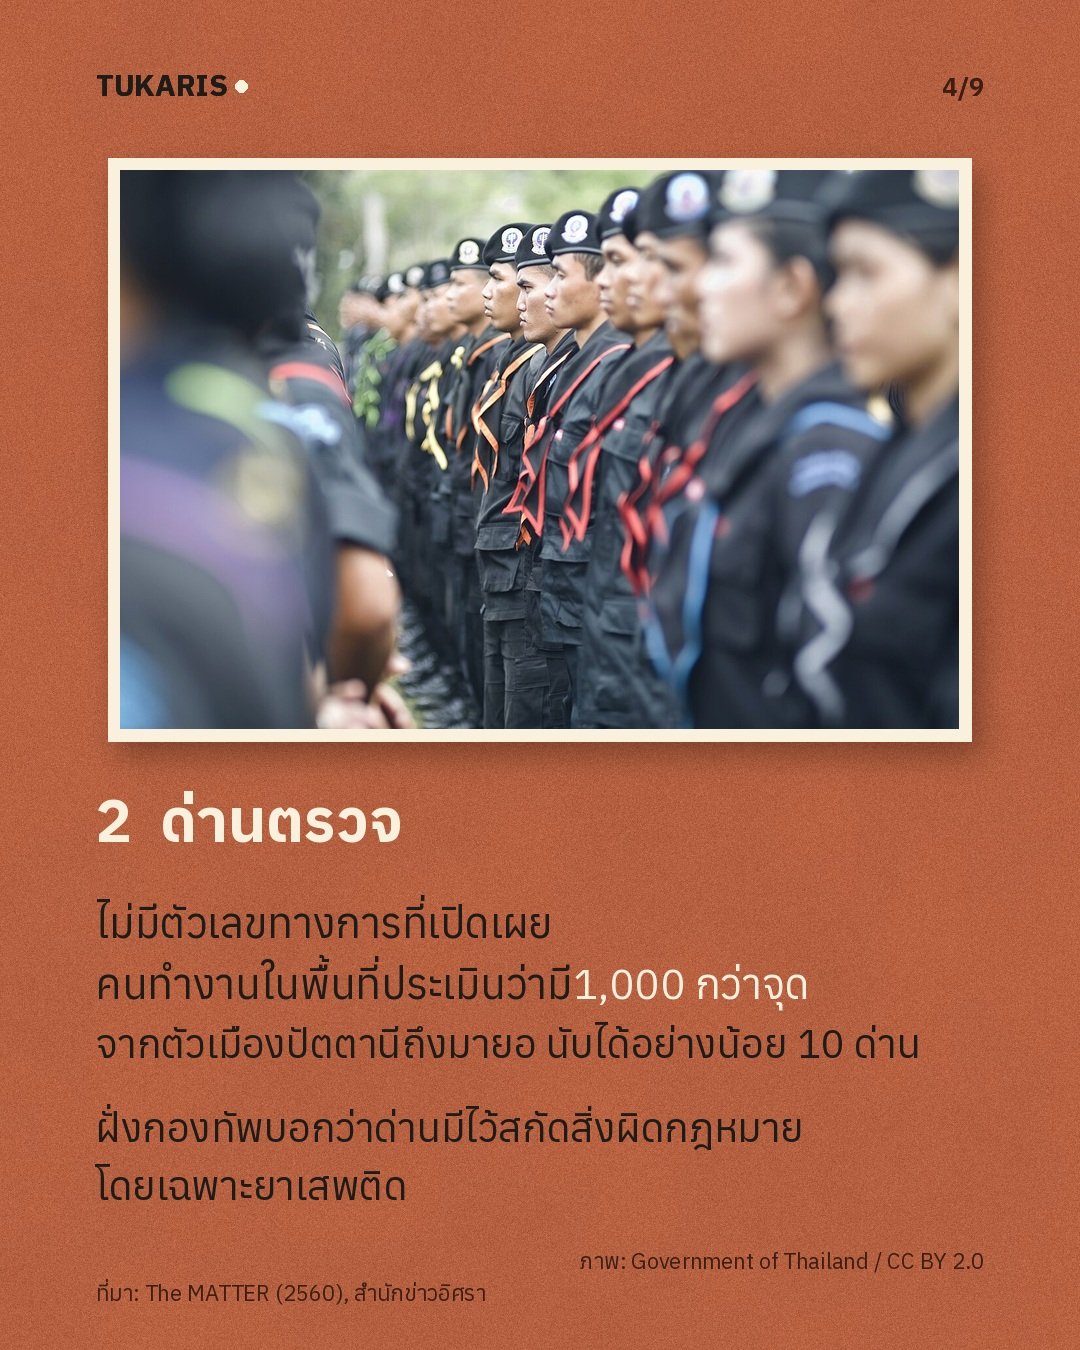 TUKARIS
4/9
2 ด่านตรวจ
ไม่มีตัวเลขทางการที่เปิดเผย
คนทำงานในพื้นที่ประเมินว่ามี1,000 กว่าจุด
จากตัวเมืองปัตตานีถึงมายอ นับได้อย่างน้อย 10 ด่าน
ฝั่งกองทัพบอกว่าด่านมีไว้สกัดสิ่งผิดกฎหมาย
โดยเฉพาะยาเสพติด
ภาพ: Government of Thailand / CC BY 2.0
ที่มา: The MATTER (2560), สำนักข่าวอิศรา